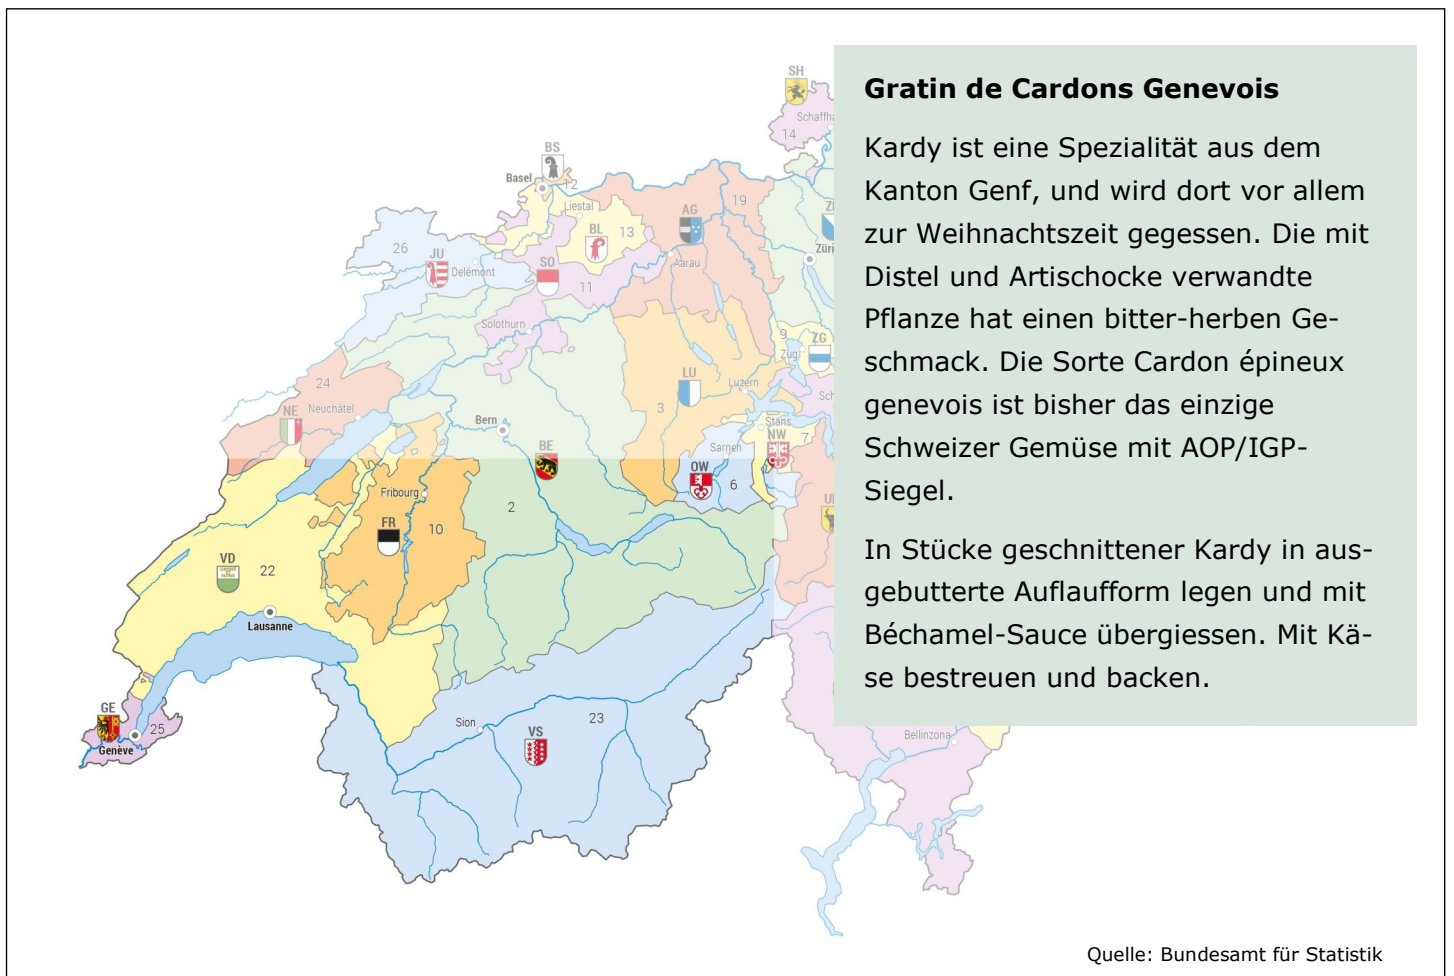 SH
Schaffha
14
BS
Basel
12
Liestal
BL
13
AG
19
Aarau
ZH
Züri
26
JU
Delémont
SO
11
Solothurn
9
ZG
Zug
LU
Luzern
3
Sch
24
NE
Neuchâtel
Bern
BE
Stans
NW
7
Sarnen
OW
6
Fribourg
FR
10
2
VD
22
Lausanne
GE
25
Genève
Sion
VS
23
Bellinzona
Gratin de Cardons Genevois
Kardy ist eine Spezialität aus dem
Kanton Genf, und wird dort vor allem
zur Weihnachtszeit gegessen. Die mit
Distel und Artischocke verwandte
Pflanze hat einen bitter-herben Ge-
schmack. Die Sorte Cardon épineux
genevois ist bisher das einzige
Schweizer Gemüse mit AOP/IGP-
Siegel.
In Stücke geschnittener Kardy in aus-
gebutterte Auflaufform legen und mit
Béchamel-Sauce übergiessen. Mit Kä-
se bestreuen und backen.
Quelle: Bundesamt für Statistik